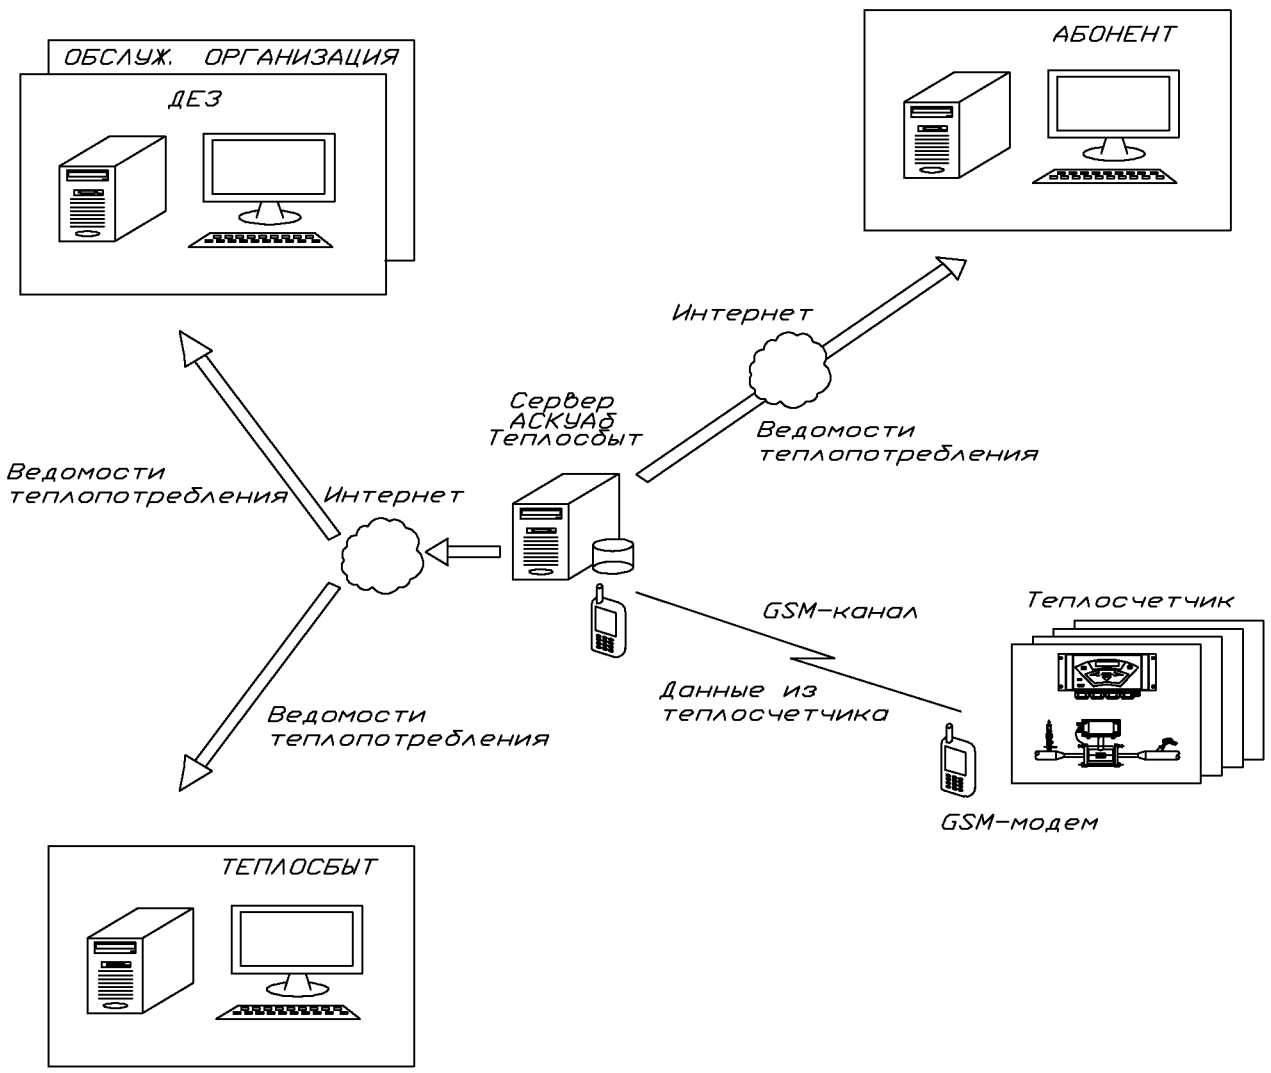 ОБСЛУЖ. ОРГАНИЗАЦИЯ
ДЕЗ
АБОНЕНТ
Интернет
Сервер
АСКУАб
Теплосбыт
Ведомости
теплопотребления
Ведомости
теплопотребления
Интернет
GSM-канал
Теплосчетчик
Данные из
теплосчетчика
Ведомости
теплопотребления
GSM-модем
ТЕПЛОСБЫТ